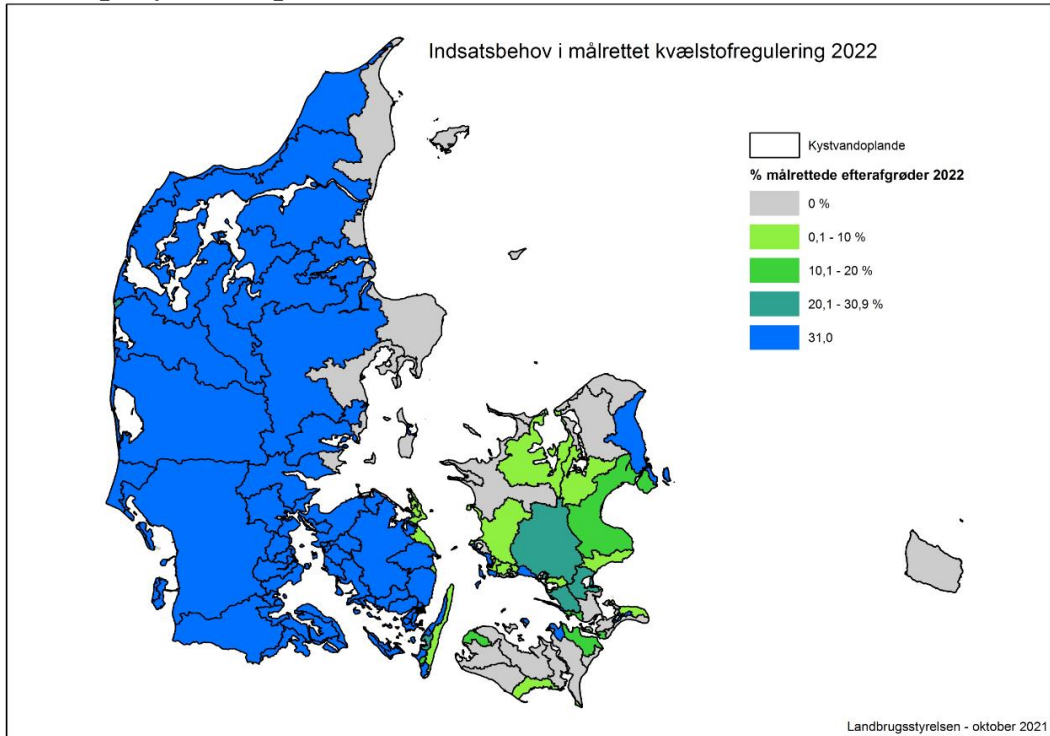 Indsatsbehov i målrettet kvælstofregulering 2022
Kystvandoplande
% målrettede efterafgrøder 2022
0 %
0,1 - 10 %
10,1 - 20 %
20,1 - 30,9 %
31,0
Landbrugsstyrelsen - oktober 2021